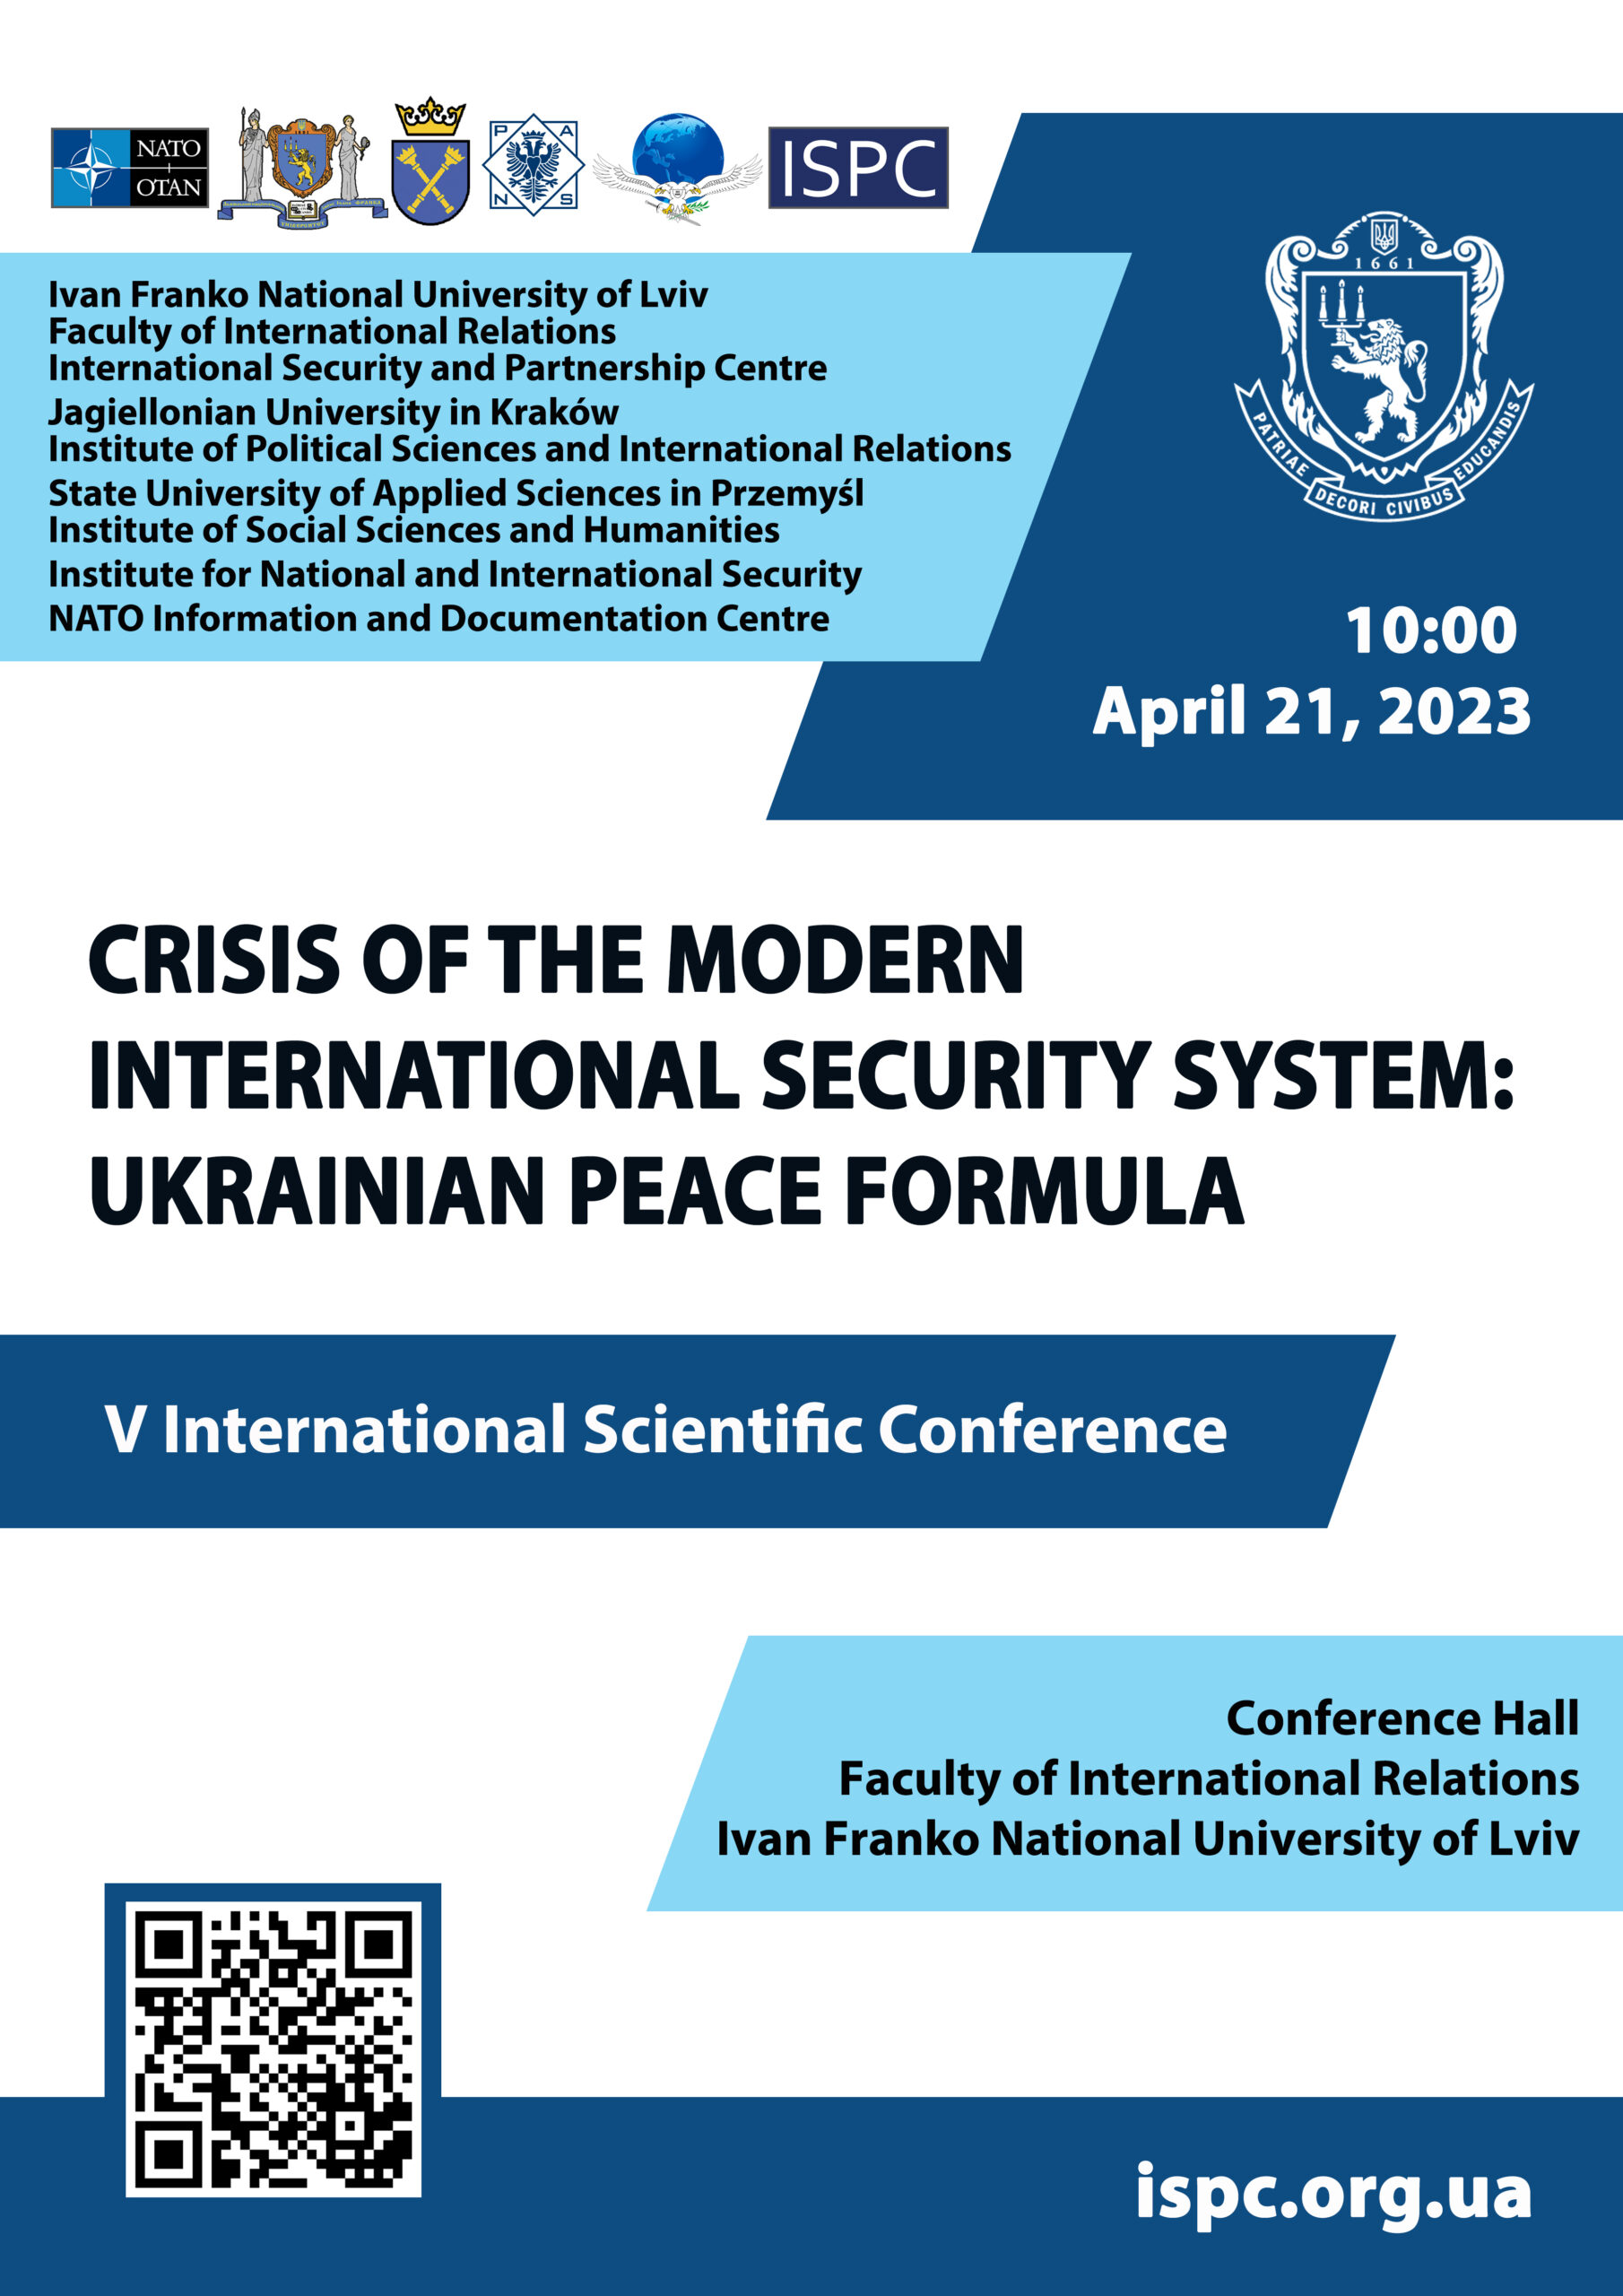 NATO
OTAN
P A
N S
ISPC
Ivan Franko National University of Lviv
Faculty of International Relations
International Security and Partnership Centre
Jagiellonian University in Kraków
Institute of Political Sciences and International Relations
State University of Applied Sciences in Przemyśl
Institute of Social Sciences and Humanities
Institute for National and International Security
NATO Information and Documentation Centre
1661
PATRIAE DECORI CIVIBUS EDUCANDIS
10:00
April 21, 2023
CRISIS OF THE MODERN
INTERNATIONAL SECURITY SYSTEM:
UKRAINIAN PEACE FORMULA
V International Scientific Conference
Conference Hall
Faculty of International Relations
Ivan Franko National University of Lviv
ispc.org.ua